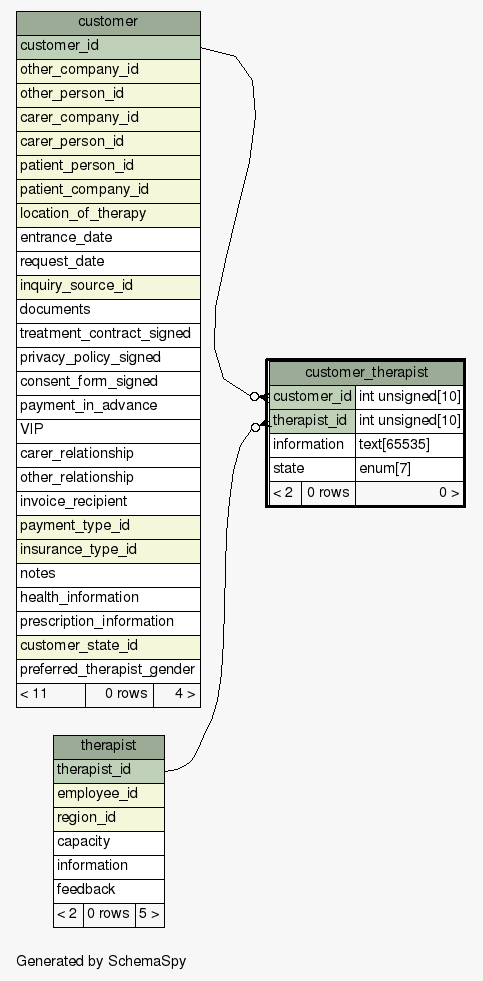 customer
customer_id
other_company_id
other_person_id
carer_company_id
carer_person_id
patient_person_id
patient_company_id
location_of_therapy
entrance_date
request_date
inquiry_source_id
documents
treatment_contract_signed
privacy_policy_signed
consent_form_signed
payment_in_advance
VIP
carer_relationship
other_relationship
invoice_recipient
payment_type_id
insurance_type_id
notes
health_information
prescription_information
customer_state_id
preferred_therapist_gender
< 11 0 rows 4 >
customer_therapist
customer_id int unsigned[10]
therapist_id int unsigned[10]
information text[65535]
state enum[7]
< 2 0 rows 0 >
therapist
therapist_id
employee_id
region_id
capacity
information
feedback
< 2 0 rows 5 >
Generated by SchemaSpy